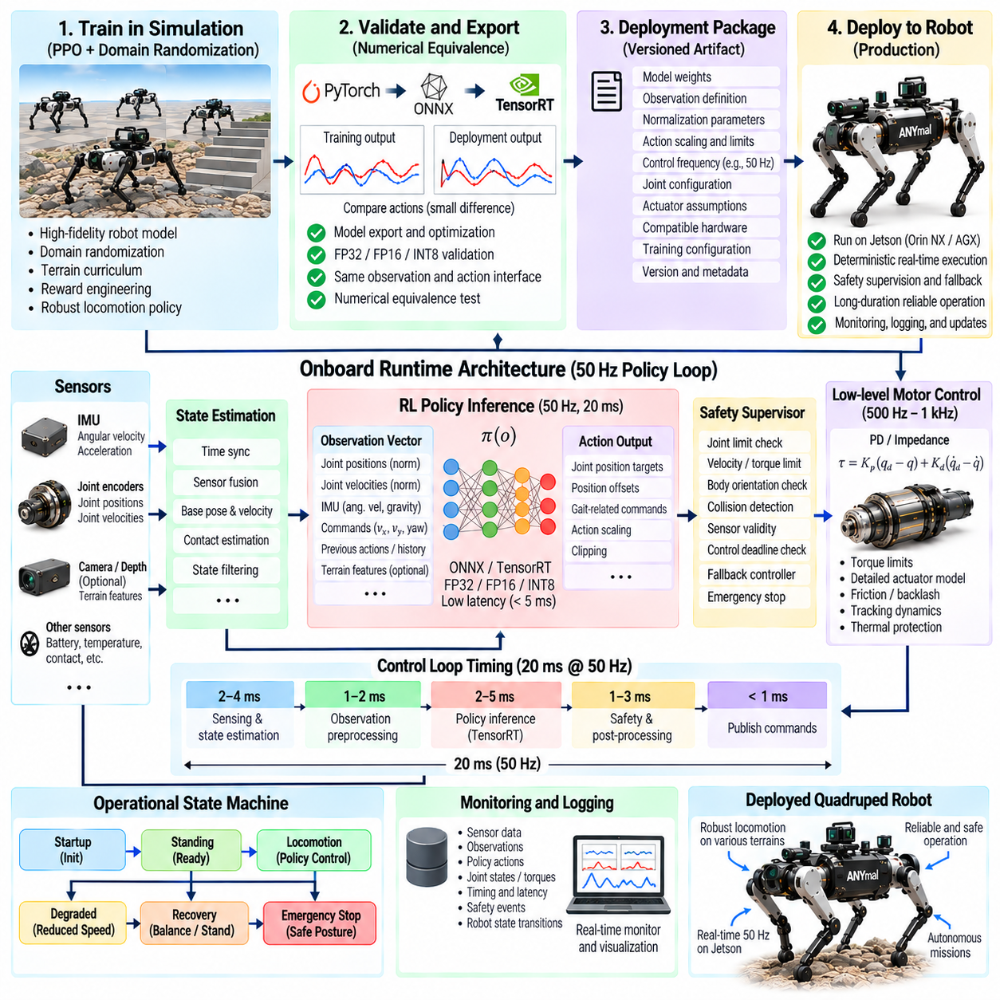 1. Train in Simulation
(PPO + Domain Randomization)
• High-fidelity robot model
• Domain randomization
• Terrain curriculum
• Reward engineering
• Robust locomotion policy
2. Validate and Export
(Numerical Equivalence)
PyTorch
ONNX
TensorRT
Training output
Deployment output
Compare actions (small difference)
Model export and optimization
FP32 / FP16 / INT8 validation
Same observation and action interface
Numerical equivalence test
3. Deployment Package
(Versioned Artifact)
Model weights
Observation definition
Normalization parameters
Action scaling and limits
Control frequency (e.g., 50 Hz)
Joint configuration
Actuator assumptions
Compatible hardware
Training configuration
Version and metadata
4. Deploy to Robot
(Production)
ANYmal
Run on Jetson (Orin NX / AGX)
Deterministic real-time execution
Safety supervision and fallback
Long-duration reliable operation
Monitoring, logging, and updates
Onboard Runtime Architecture (50 Hz Policy Loop)
Sensors
IMU
Angular velocity
Acceleration
Joint encoders
Joint positions
Joint velocities
Camera / Depth
(Optional)
Terrain features
Other sensors
Battery, temperature,
contact, etc.
• • •
State Estimation
Time sync
Sensor fusion
Base pose & velocity
Contact estimation
State filtering
• • •
RL Policy Inference (50 Hz, 20 ms)
Observation Vector
Joint positions (norm)
Joint velocities (norm)
IMU (ang. vel, gravity)
Commands (vₓ, vᵧ, yaw)
Previous actions / history
Terrain features (optional)
• • •
π(o)
ONNX / TensorRT
FP32 / FP16 / INT8
Low latency (< 5 ms)
Action Output
Joint position targets
Position offsets
Gait-related commands
Action scaling
Clipping
• • •
Safety Supervisor
Joint limit check
Velocity / torque limit
Body orientation check
Collision detection
Sensor validity
Control deadline check
Fallback controller
Emergency stop
Low-level Motor Control
(500 Hz – 1 kHz)
PD / Impedance
τ = Kₚ(q_d − q) + K_d(q̇_d − q̇)
• Torque limits
• Detailed actuator model
• Friction / backlash
• Tracking dynamics
• Thermal protection
Control Loop Timing (20 ms @ 50 Hz)
2–4 ms
Sensing &
state estimation
1–2 ms
Observation
preprocessing
2–5 ms
Policy inference
(TensorRT)
1–3 ms
Safety &
post-processing
< 1 ms
Publish commands
20 ms (50 Hz)
Operational State Machine
Startup
(Init)
Standing
(Ready)
Locomotion
(Policy Control)
Degraded
(Reduced Speed)
Recovery
(Balance / Stand)
Emergency Stop
(Safe Posture)
Monitoring and Logging
• Sensor data
• Observations
• Policy actions
• Joint states / torques
• Timing and latency
• Safety events
• Robot state transitions
Real-time monitor
and visualization
Deployed Quadruped Robot
Robust locomotion
on various terrains
Reliable and safe
operation
ANYmal
Real-time 50 Hz
on Jetson
Autonomous
missions